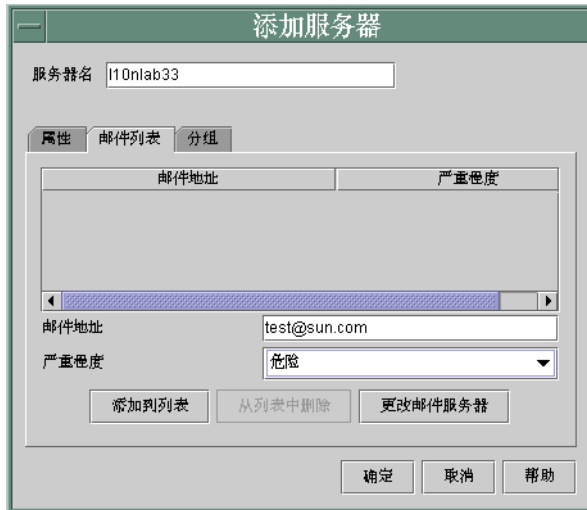 添加服务器
服务器名 l10nlab33
属性 邮件列表 分组
邮件地址 严重程度
邮件地址 test@sun.com
严重程度 危险
添加到列表 从列表中删除 更改邮件服务器
确定 取消 帮助